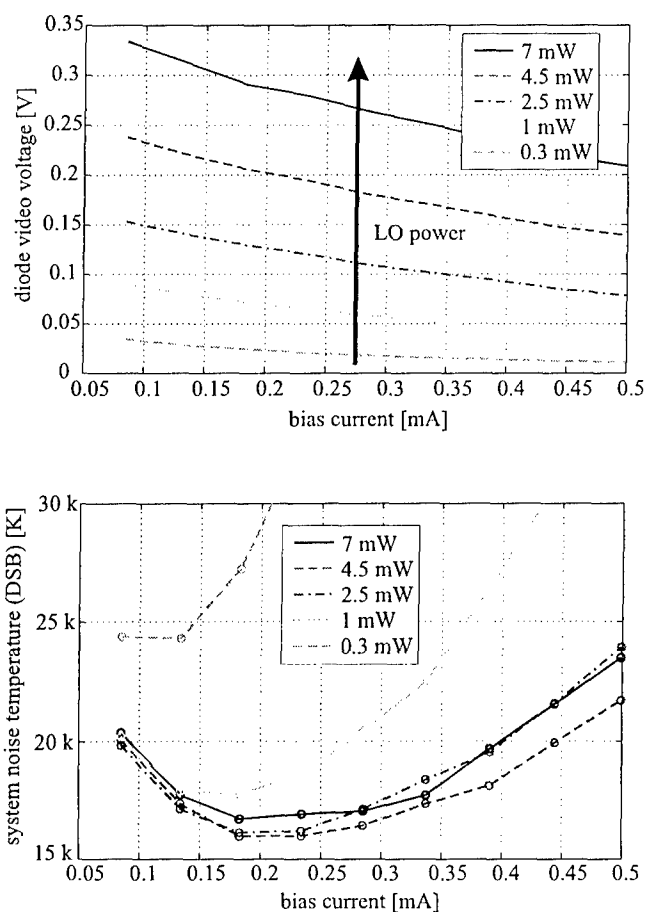 0.35
0.3
0.25
0.2
0.15
0.1
0.05
0
diode video voltage [V]
7 mW
4.5 mW
2.5 mW
1 mW
0.3 mW
LO power
0.05 0.1 0.15 0.2 0.25 0.3 0.35 0.4 0.45 0.5
bias current [mA]
30 k
25 k
20 k
15 k
system noise temperature (DSB) [K]
7 mW
4.5 mW
2.5 mW
1 mW
0.3 mW
0.05 0.1 0.15 0.2 0.25 0.3 0.35 0.4 0.45 0.5
bias current [mA]